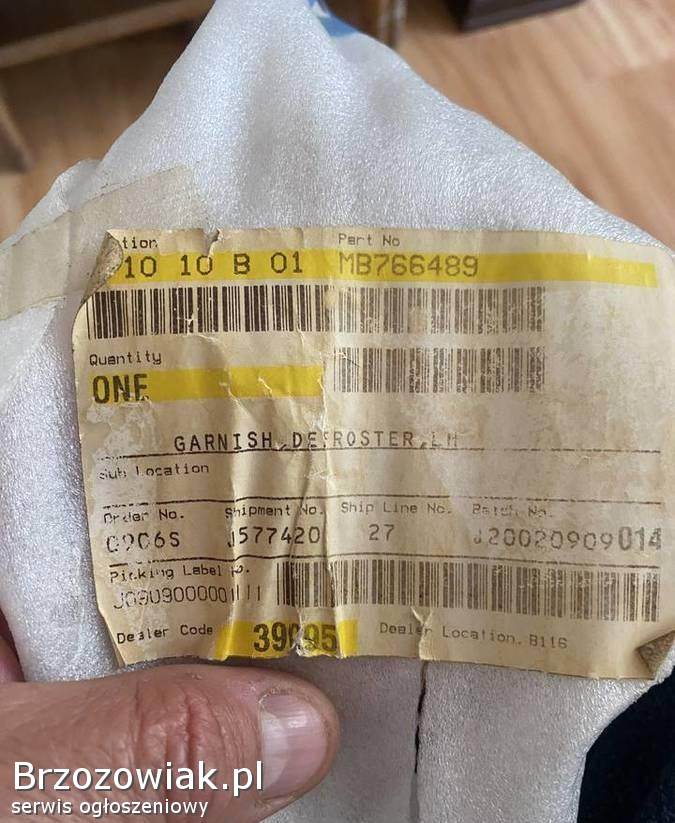 tion Part No
10 10 B 01 MB766489
Quantity
ONE
GARNISH,DEFROSTER,LH
Sub Location
Order No. Shipment No. Ship Line No. Batch No.
J577420 27 J20020909014
Picking Label No.
Dealer Code Dealer Location. B116
Brzozowiak.pl
serwis ogłoszeniowy